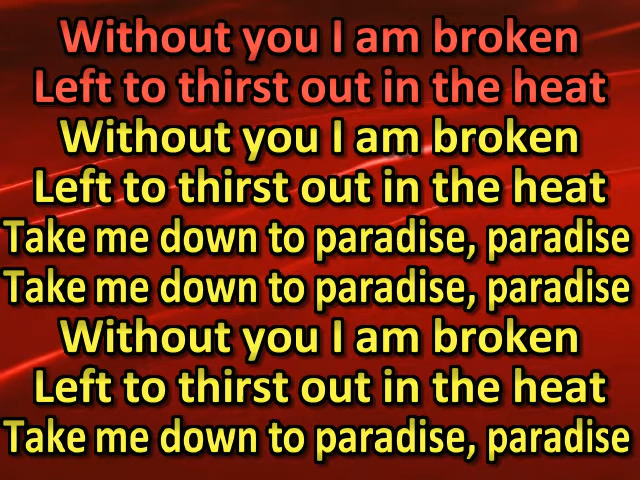 Without you I am broken
Left to thirst out in the heat
Without you I am broken
Left to thirst out in the heat
Take me down to paradise, paradise
Take me down to paradise, paradise
Without you I am broken
Left to thirst out in the heat
Take me down to paradise, paradise